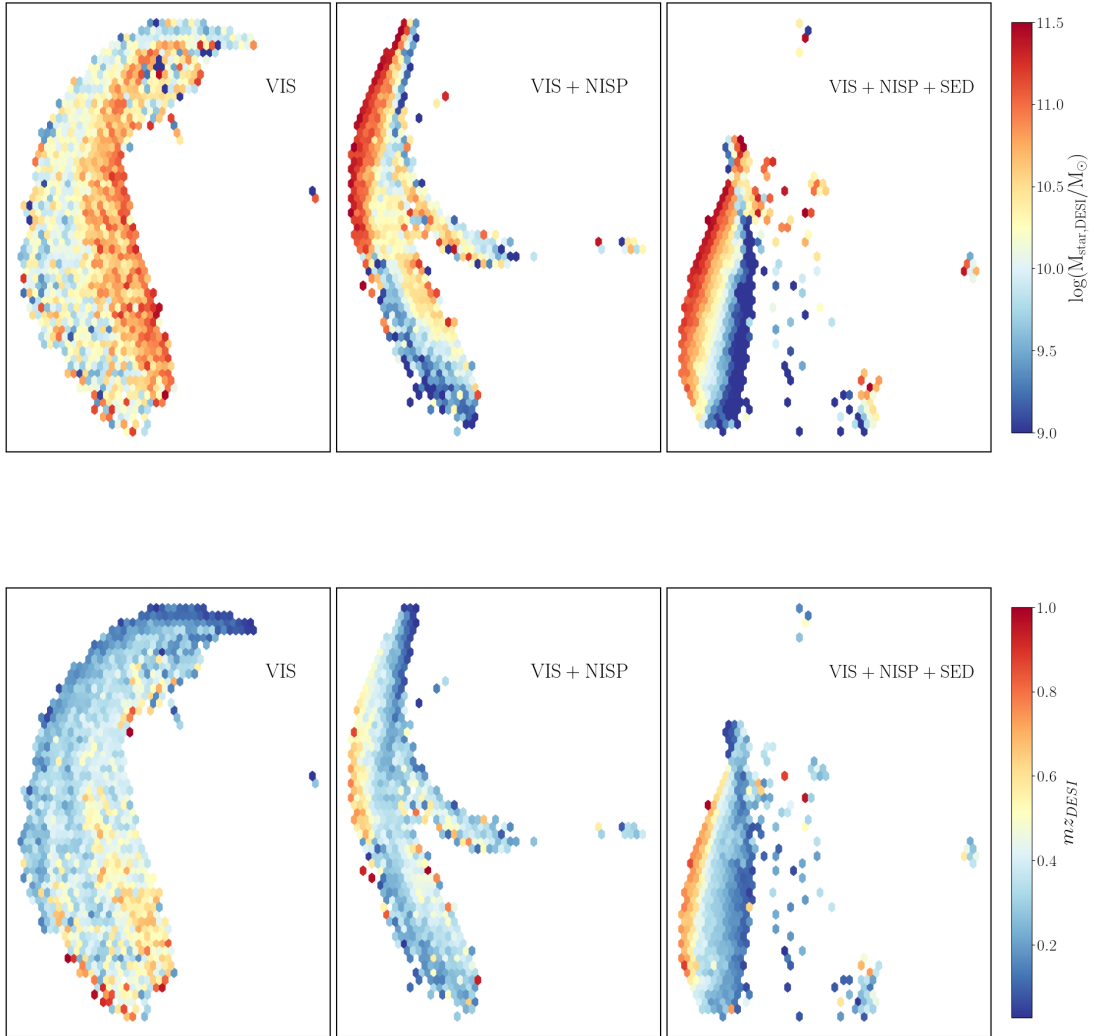 VIS
VIS + NISP
VIS + NISP + SED
11.5
11.0
10.5
10.0
9.5
9.0
log(M_star,DESI/M_⊙)
VIS
VIS + NISP
VIS + NISP + SED
1.0
0.8
0.6
0.4
0.2
mz_DESI